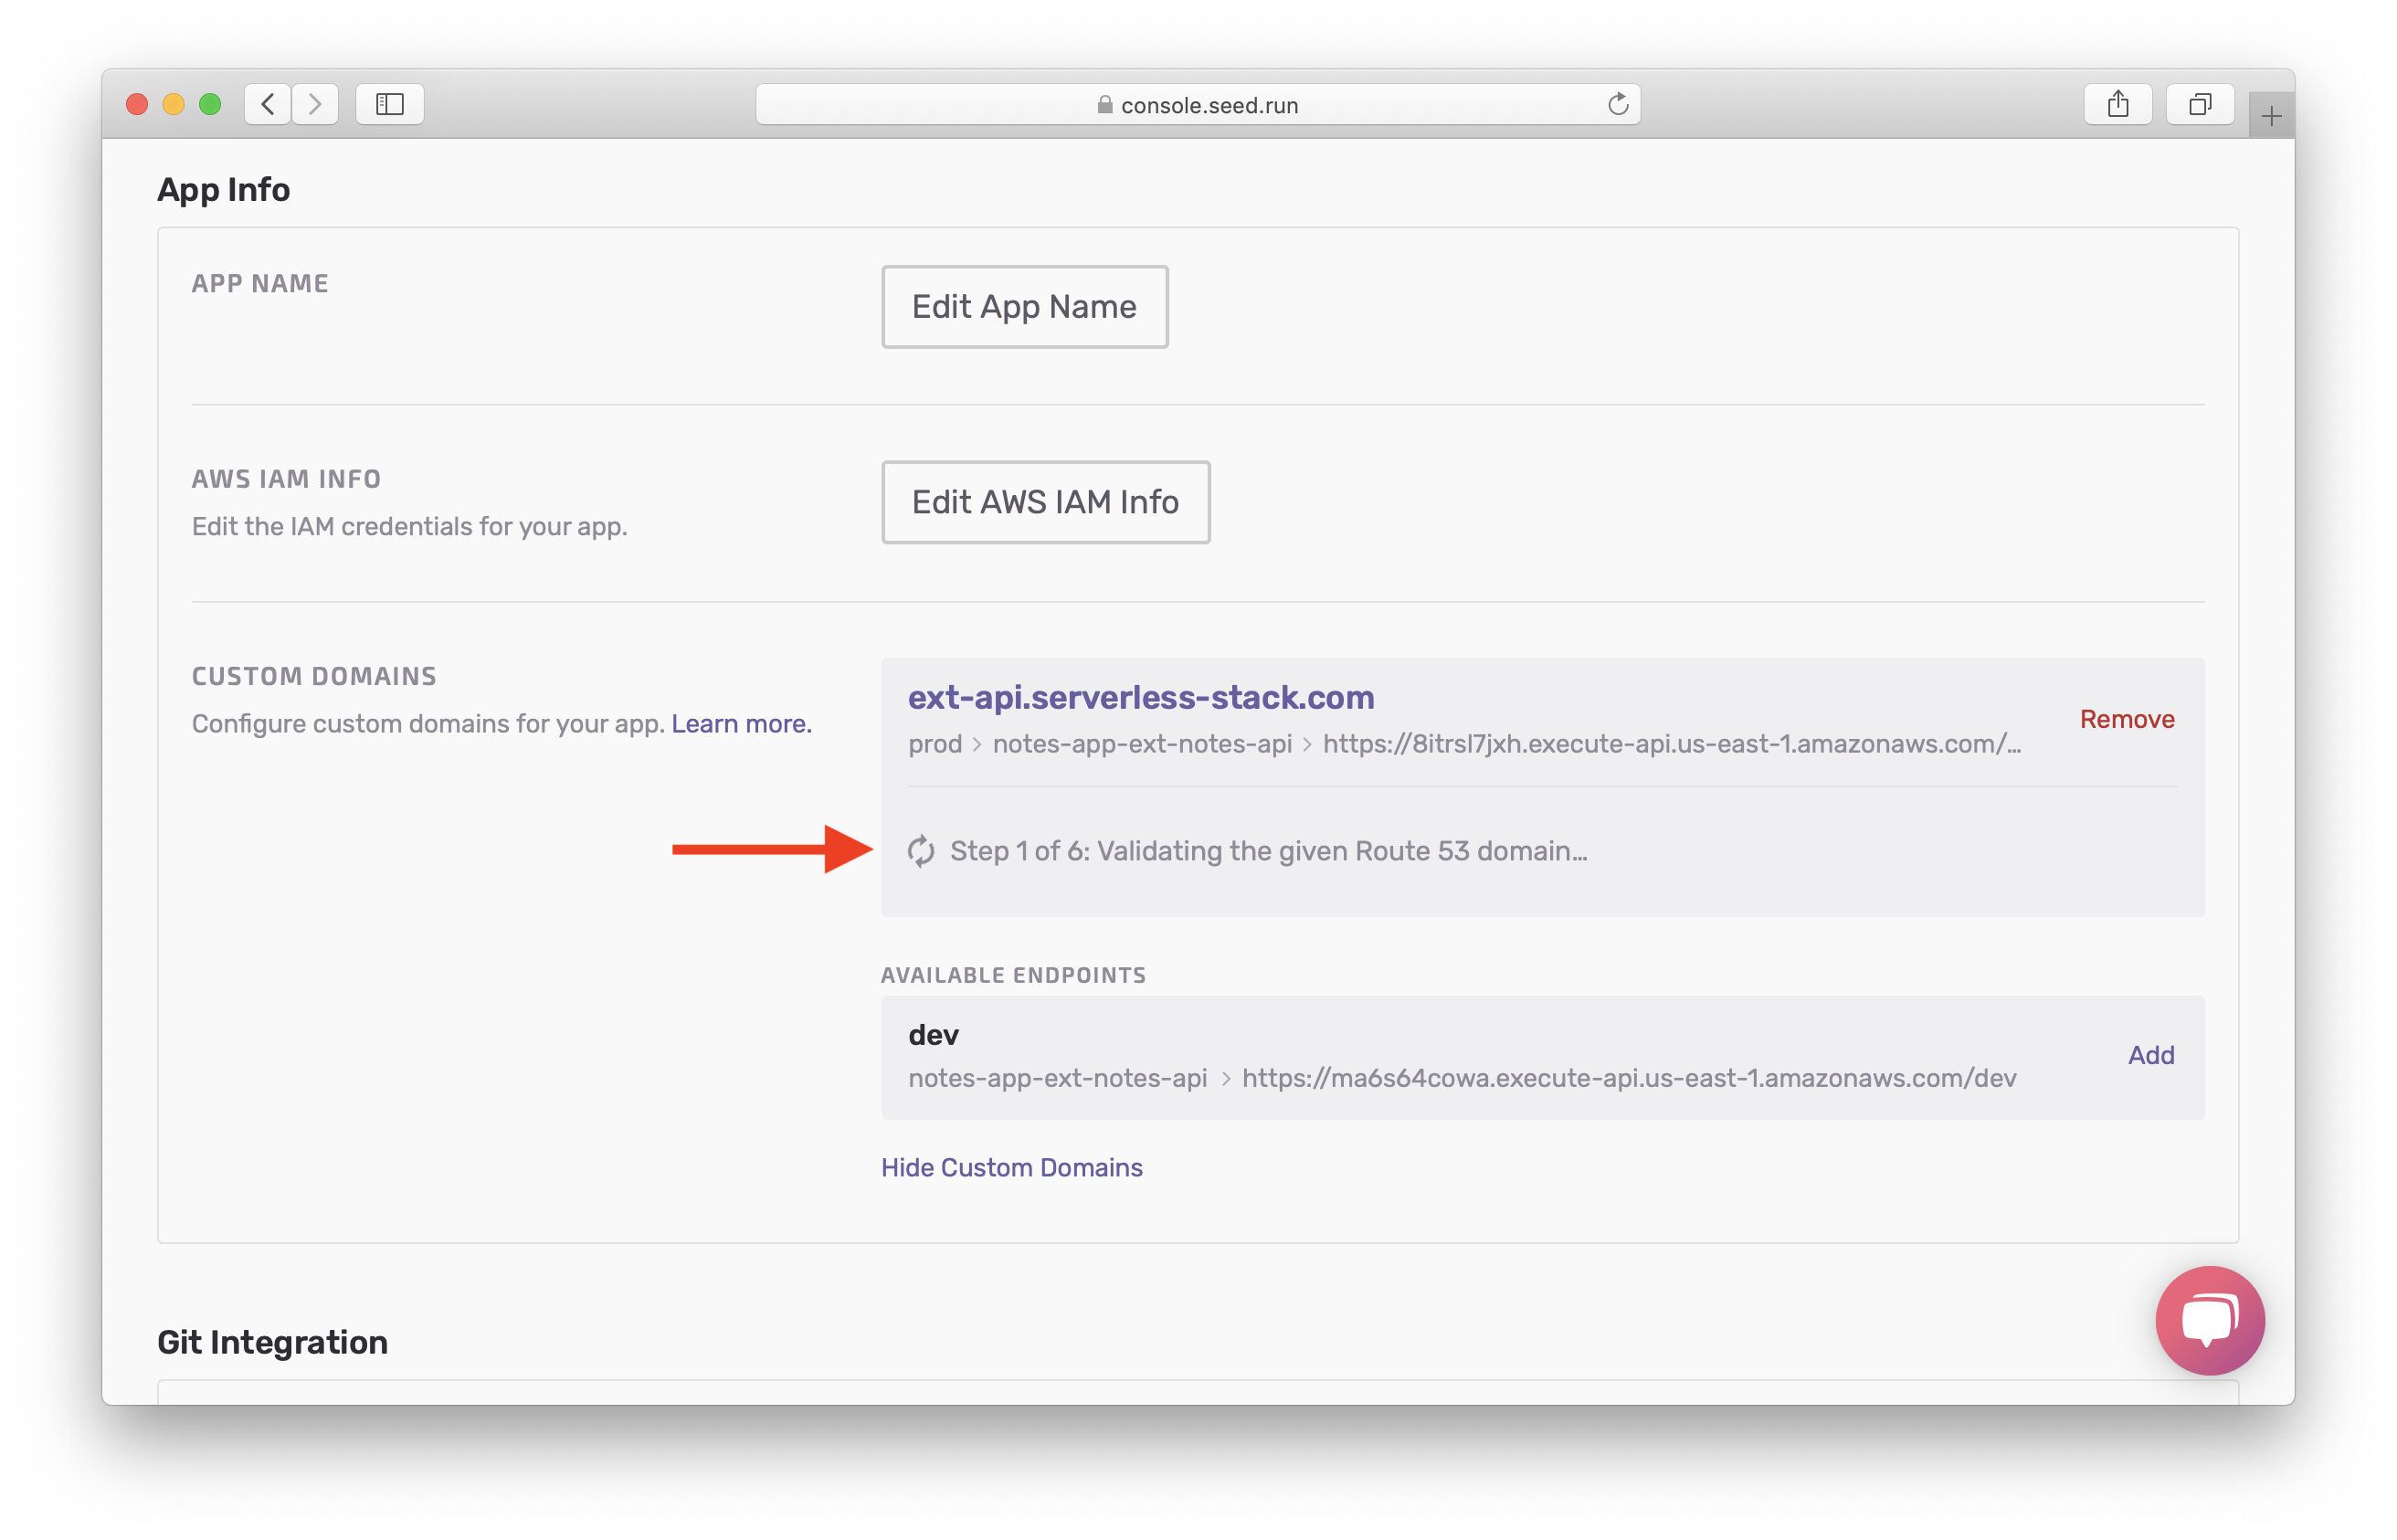 console.seed.run
App Info
APP NAME
Edit App Name
AWS IAM INFO
Edit the IAM credentials for your app.
Edit AWS IAM Info
CUSTOM DOMAINS
Configure custom domains for your app. Learn more.
ext-api.serverless-stack.com
Remove
prod > notes-app-ext-notes-api > https://8itrsl7jxh.execute-api.us-east-1.amazonaws.com/…
Step 1 of 6: Validating the given Route 53 domain…
AVAILABLE ENDPOINTS
dev
Add
notes-app-ext-notes-api > https://ma6s64cowa.execute-api.us-east-1.amazonaws.com/dev
Hide Custom Domains
Git Integration